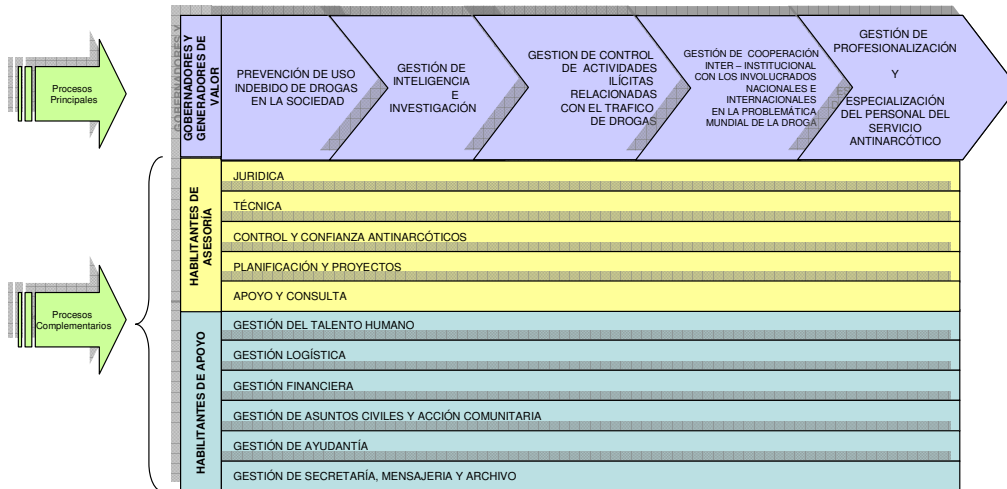 Procesos
Principales
GOBERNADORES Y
GENERADORES DE
VALOR
PREVENCIÓN DE USO
INDEBIDO DE DROGAS
EN LA SOCIEDAD
GESTIÓN DE
INTELIGENCIA
E
INVESTIGACIÓN
GESTION DE CONTROL
DE ACTIVIDADES
ILÍCITAS
RELACIONADAS
CON EL TRAFICO
DE DROGAS
GESTIÓN DE COOPERACIÓN
INTER – INSTITUCIONAL
CON LOS INVOLUCRADOS
NACIONALES E
INTERNACIONALES
EN LA PROBLEMÁTICA
MUNDIAL DE LA DROGA
GESTIÓN DE
PROFESIONALIZACIÓN
Y
ESPECIALIZACIÓN
DEL PERSONAL DEL
SERVICIO
ANTINARCÓTICO
Procesos
Complementarios
HABILITANTES DE
ASESORÍA
JURIDICA
TÉCNICA
CONTROL Y CONFIANZA ANTINARCÓTICOS
PLANIFICACIÓN Y PROYECTOS
APOYO Y CONSULTA
HABILITANTES DE APOYO
GESTIÓN DEL TALENTO HUMANO
GESTIÓN LOGÍSTICA
GESTIÓN FINANCIERA
GESTIÓN DE ASUNTOS CIVILES Y ACCIÓN COMUNITARIA
GESTIÓN DE AYUDANTÍA
GESTIÓN DE SECRETARÍA, MENSAJERIA Y ARCHIVO